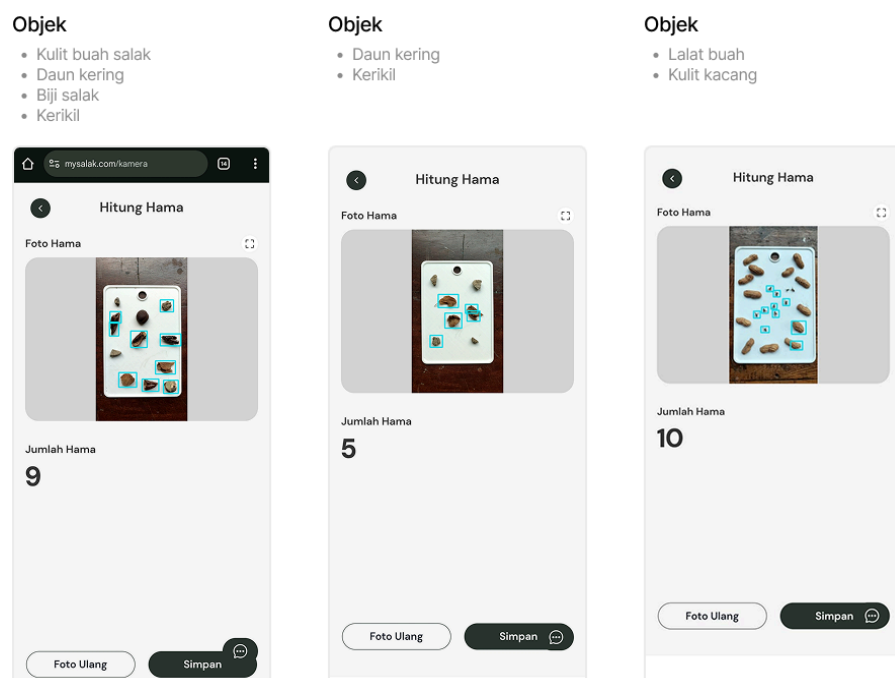 Objek
• Kulit buah salak
• Daun kering
• Biji salak
• Kerikil
mysalak.com/kamera
14
Hitung Hama
Foto Hama
Jumlah Hama
9
Foto Ulang
Simpan
Objek
• Daun kering
• Kerikil
Hitung Hama
Foto Hama
Jumlah Hama
5
Foto Ulang
Simpan
Objek
• Lalat buah
• Kulit kacang
Hitung Hama
Foto Hama
Jumlah Hama
10
Foto Ulang
Simpan